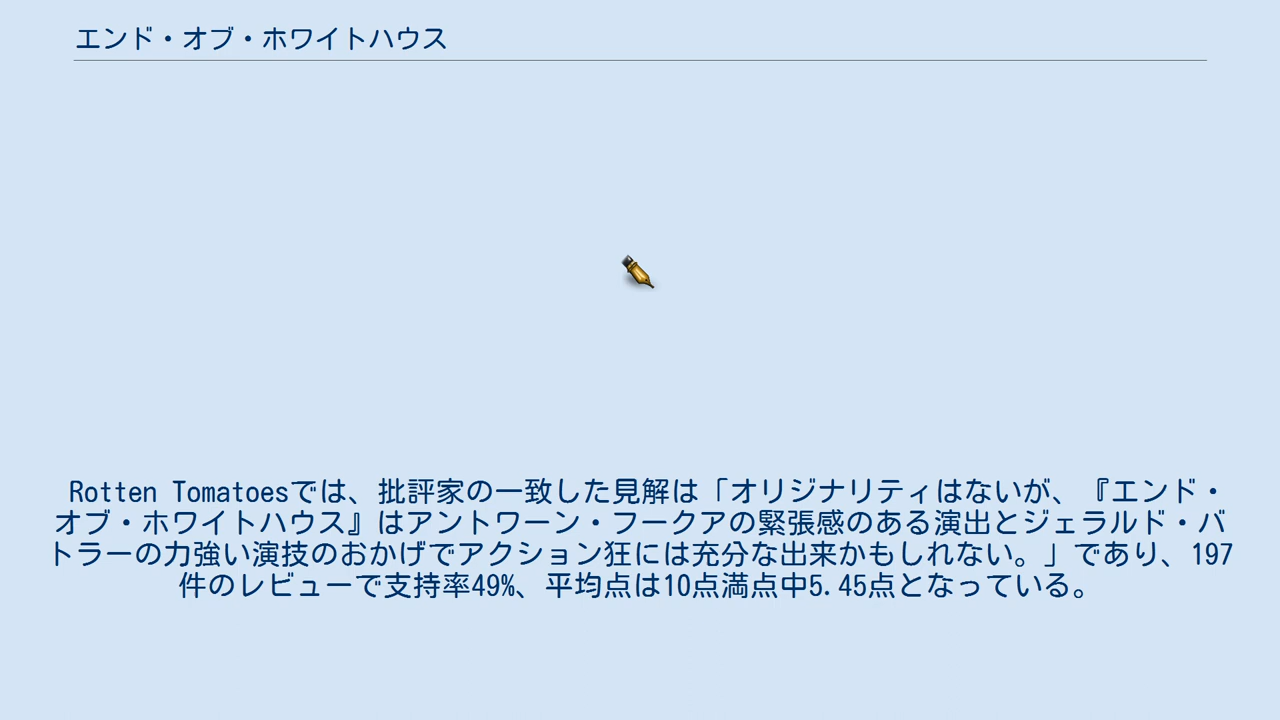 エンド・オブ・ホワイトハウス
Rotten Tomatoesでは、批評家の一致した見解は「オリジナリティはないが、『エンド・
オブ・ホワイトハウス』はアントワーン・フークアの緊張感のある演出とジェラルド・バ
トラーの力強い演技のおかげでアクション狂には充分な出来かもしれない。」であり、197
件のレビューで支持率49%、平均点は10点満点中5.45点となっている。